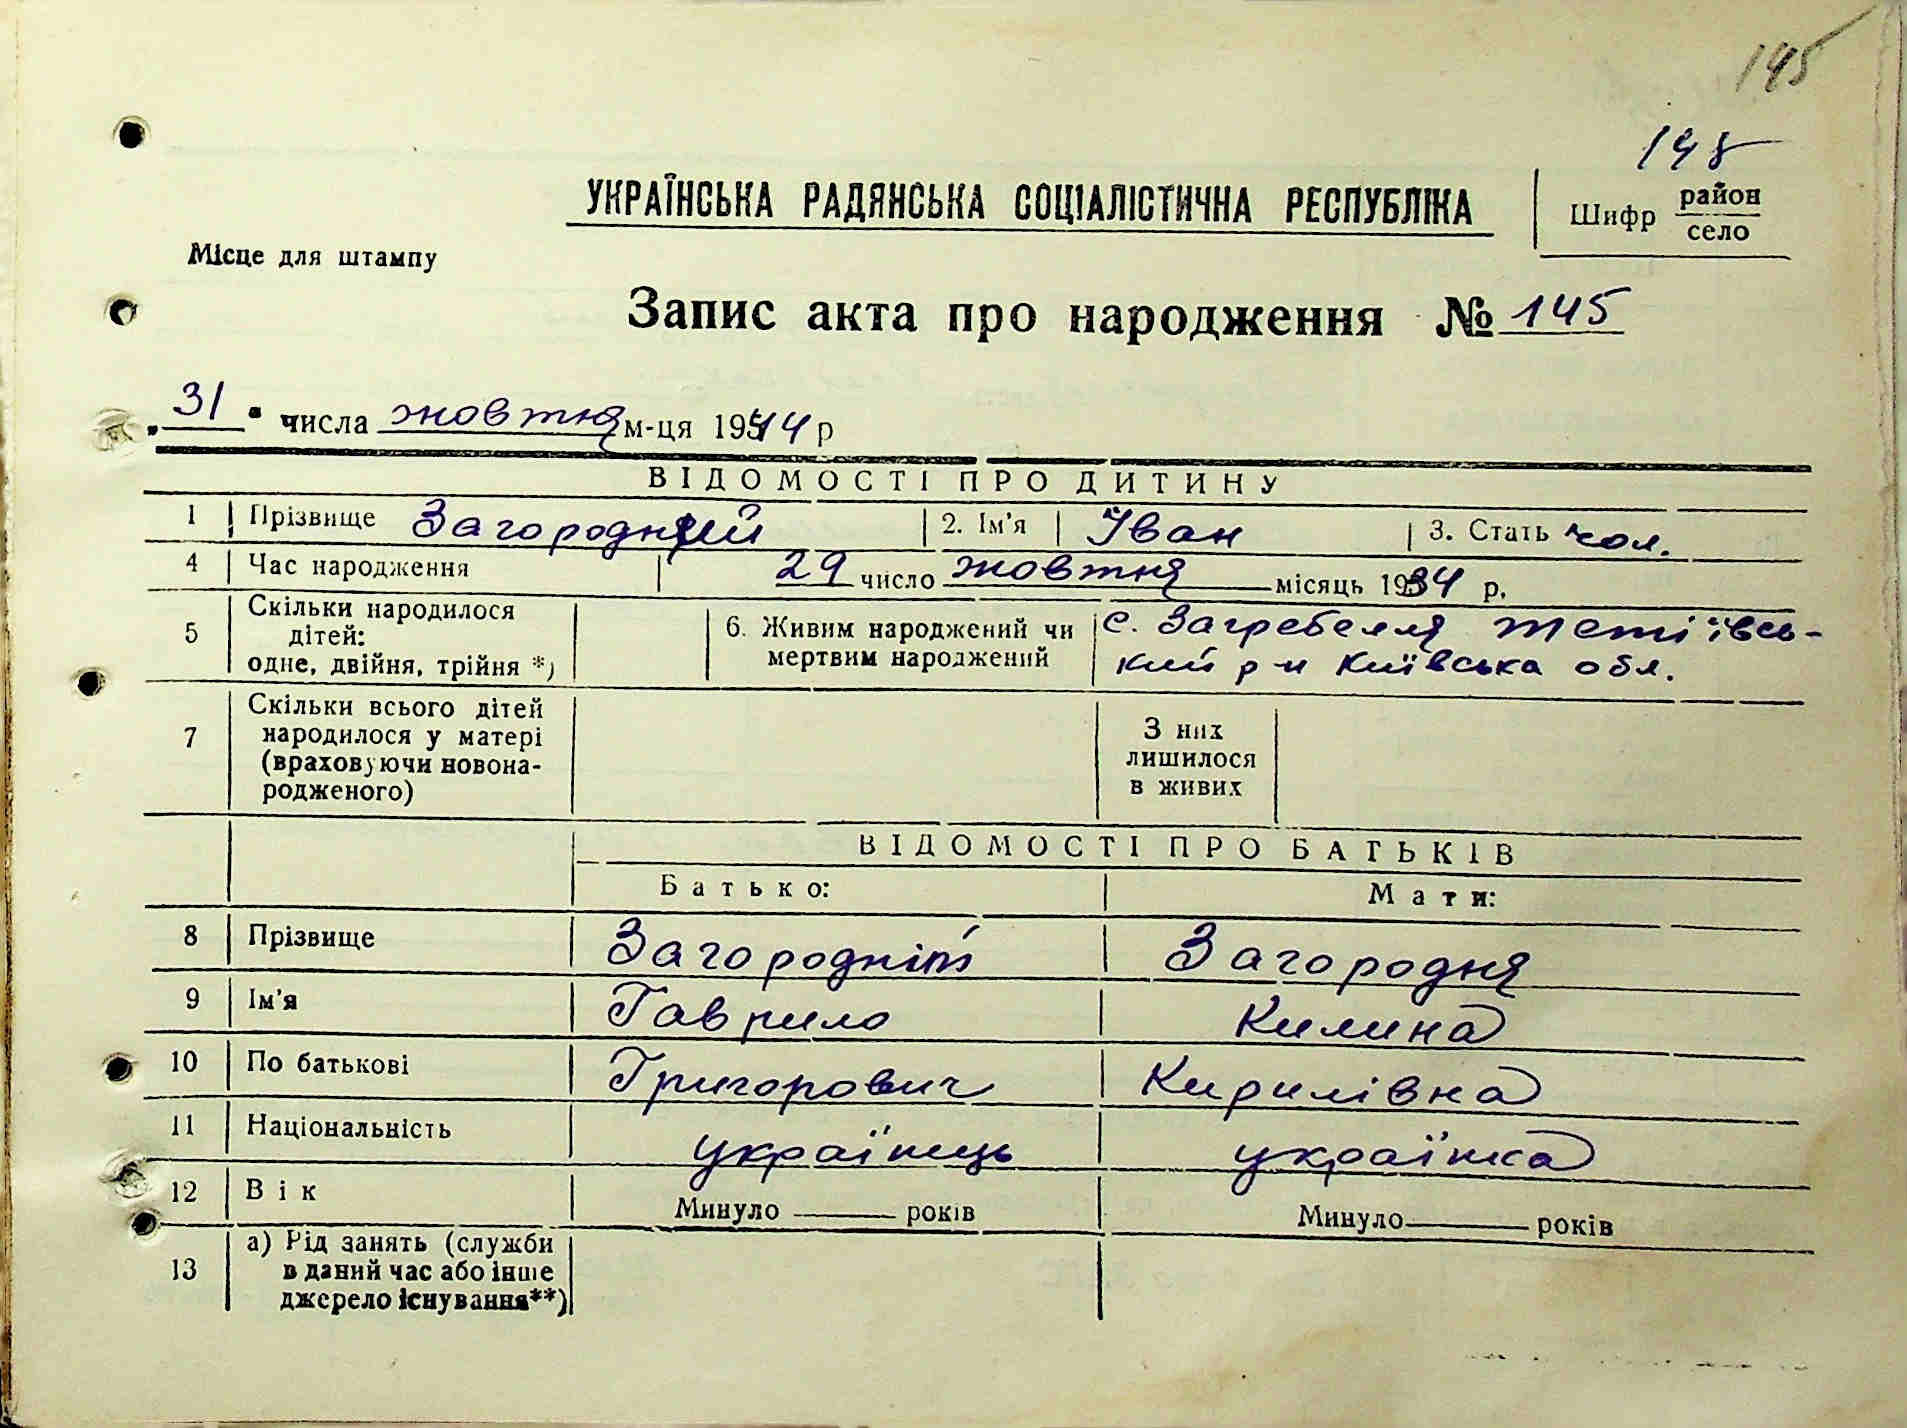 145
148
УКРАЇНСЬКА РАДЯНСЬКА СОЦІАЛІСТИЧНА РЕСПУБЛІКА
Шифр район
село
Місце для штампу
Запис акта про народження № 145
„31" числа жовтня м-ця 1944 р
ВІДОМОСТІ ПРО ДИТИНУ
1 Прізвище Загородній 2. Ім'я Іван 3. Стать чол.
4 Час народження 29 число жовтня місяць 1934 р.
5 Скільки народилося дітей: одне, двійня, трійня *)
6. Живим народжений чи мертвим народжений
с. Загребелля Тетіївсь-
кий р-н Київська обл.
7 Скільки всього дітей народилося у матері (враховуючи новона-
родженого)
З них лишилося в живих
ВІДОМОСТІ ПРО БАТЬКІВ
Батько: Мати:
8 Прізвище Загородній Загородня
9 Ім'я Гаврило Килина
10 По батькові Григорович Кирилівна
11 Національність українець українка
12 Вік Минуло ——— років Минуло ——— років
13 а) Рід занять (служби
в даний час або інше
джерело існування**)